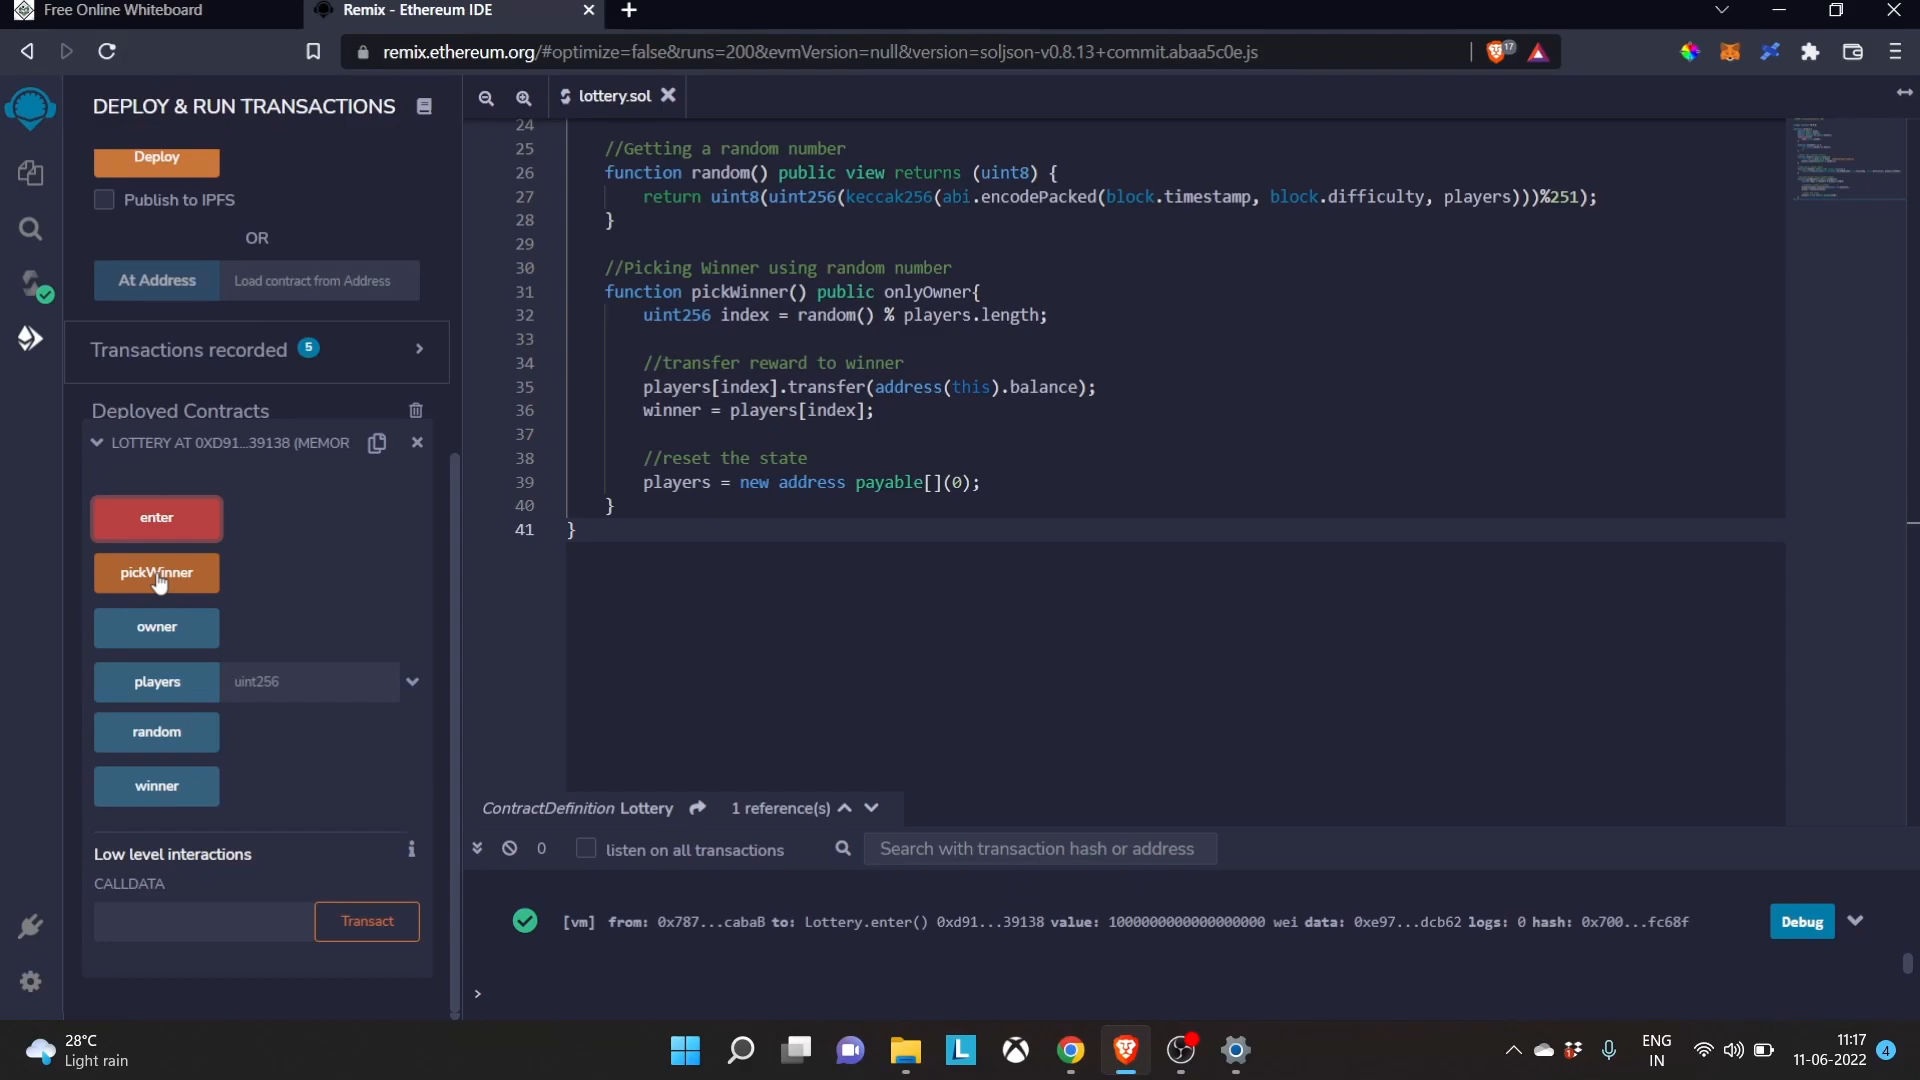 Free Online Whiteboard
Remix - Ethereum IDE
remix.ethereum.org/#optimize=false&runs=200&evmVersion=null&version=soljson-v0.8.13+commit.abaa5c0e.js
17
DEPLOY & RUN TRANSACTIONS
Deploy
Publish to IPFS
OR
At Address
Load contract from Address
Transactions recorded 5
Deployed Contracts
LOTTERY AT 0XD91...39138 (MEMOR
enter
pickWinner
owner
players
uint256
random
winner
Low level interactions
i
CALLDATA
Transact
lottery.sol
24
25 //Getting a random number
26 function random() public view returns (uint8) {
27 return uint8(uint256(keccak256(abi.encodePacked(block.timestamp, block.difficulty, players)))%251);
28 }
29
30 //Picking Winner using random number
31 function pickWinner() public onlyOwner{
32 uint256 index = random() % players.length;
33
34 //transfer reward to winner
35 players[index].transfer(address(this).balance);
36 winner = players[index];
37
38 //reset the state
39 players = new address payable[](0);
40 }
41 }
ContractDefinition Lottery 1 reference(s)
0
listen on all transactions
Search with transaction hash or address
[vm] from: 0x787...cabaB to: Lottery.enter() 0xd91...39138 value: 1000000000000000000 wei data: 0xe97...dcb62 logs: 0 hash: 0x700...fc68f
Debug
>
28°C
Light rain
L
ENG
IN
11:17
11-06-2022
4